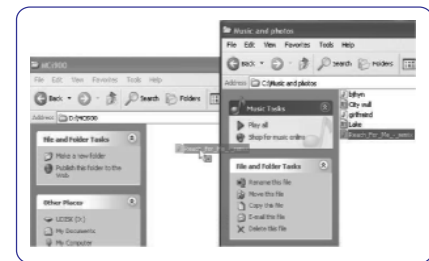 MCi500
File Edit View Favorites Tools Help
Back Search Folders
Address D:\MCi500
File and Folder Tasks
Make a new folder
Publish this folder to the Web
Other Places
UCDISK (D:)
My Documents
My Computer
Music and photos
File Edit View Favorites Tools Help
Back Search Folders
Address C:\Music and photos
Music Tasks
Play all
Shop for music online
File and Folder Tasks
Rename this file
Move this file
Copy this file
E-mail this file
Delete this file
City mall
girlfriend
Lake